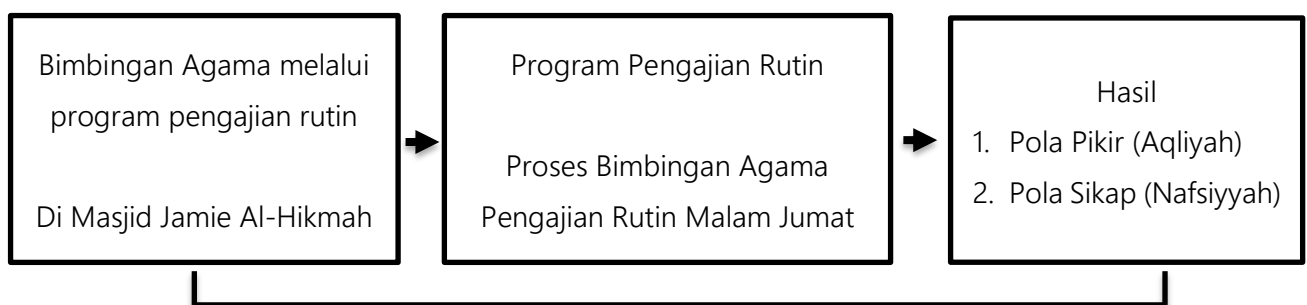 Bimbingan Agama melalui
program pengajian rutin
Di Masjid Jamie Al-Hikmah
Program Pengajian Rutin
Proses Bimbingan Agama
Pengajian Rutin Malam Jumat
Hasil
1. Pola Pikir (Aqliyah)
2. Pola Sikap (Nafsiyyah)